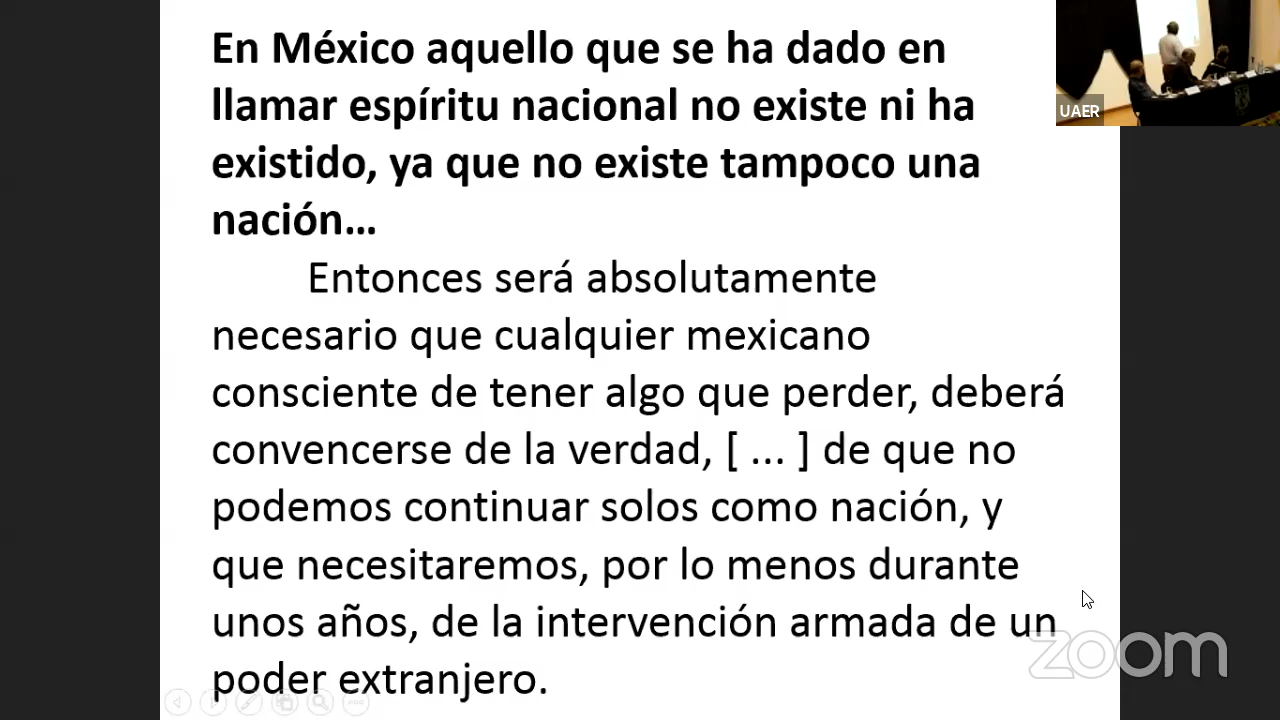 En México aquello que se ha dado en
llamar espíritu nacional no existe ni ha
existido, ya que no existe tampoco una
nación...
Entonces será absolutamente
necesario que cualquier mexicano
consciente de tener algo que perder, deberá
convencerse de la verdad, [ ... ] de que no
podemos continuar solos como nación, y
que necesitaremos, por lo menos durante
unos años, de la intervención armada de un
poder extranjero.
UAER
zoom